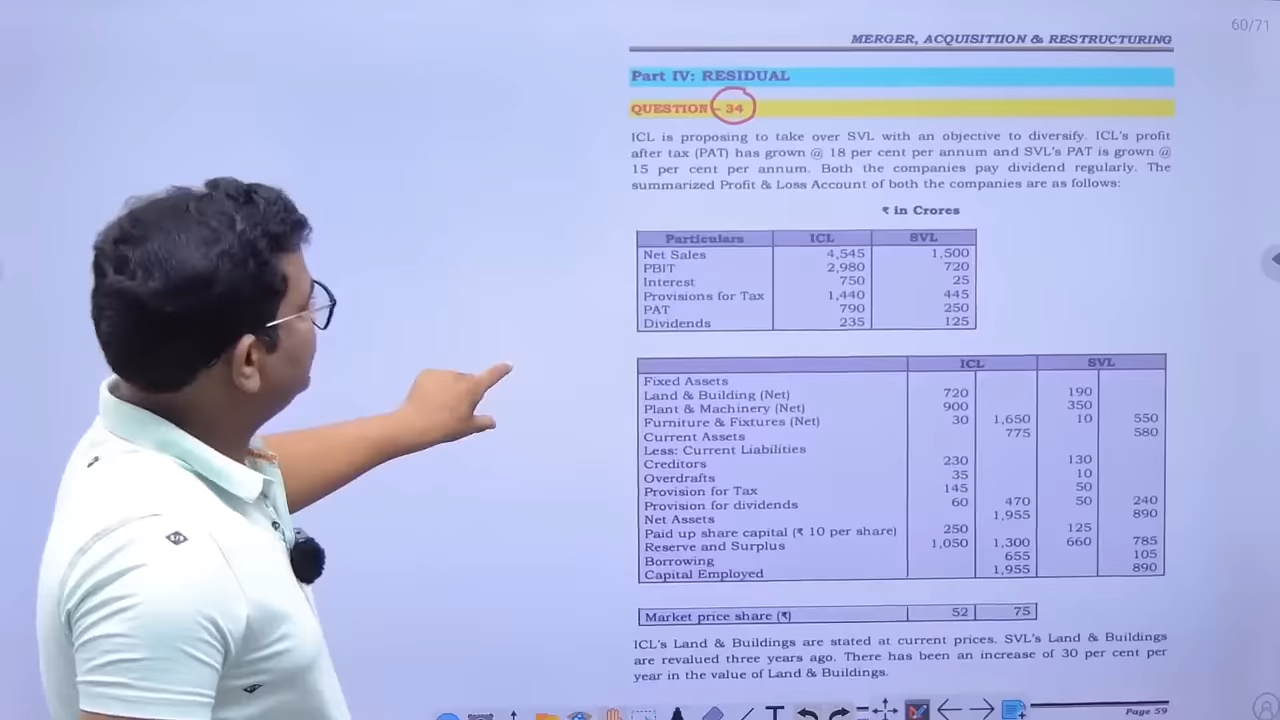 60/71
MERGER, ACQUISITIION & RESTRUCTURING
Part IV: RESIDUAL
QUESTION – 34
ICL is proposing to take over SVL with an objective to diversify. ICL's profit
after tax (PAT) has grown @ 18 per cent per annum and SVL's PAT is grown @
15 per cent per annum. Both the companies pay dividend regularly. The
summarized Profit & Loss Account of both the companies are as follows:
₹ in Crores
Particulars ICL SVL
Net Sales 4,545 1,500
PBIT 2,980 720
Interest 750 25
Provisions for Tax 1,440 445
PAT 790 250
Dividends 235 125
ICL SVL
Fixed Assets
Land & Building (Net) 720 190
Plant & Machinery (Net) 900 350
Furniture & Fixtures (Net) 30 1,650 10 550
Current Assets 775 580
Less: Current Liabilities
Creditors 230 130
Overdrafts 35 10
Provision for Tax 145 50
Provision for dividends 60 470 50 240
Net Assets 1,955 890
Paid up share capital (₹ 10 per share) 250 125
Reserve and Surplus 1,050 1,300 660 785
Borrowing 655 105
Capital Employed 1,955 890
Market price share (₹) 52 75
ICL's Land & Buildings are stated at current prices. SVL's Land & Buildings
are revalued three years ago. There has been an increase of 30 per cent per
year in the value of Land & Buildings.
Page 59